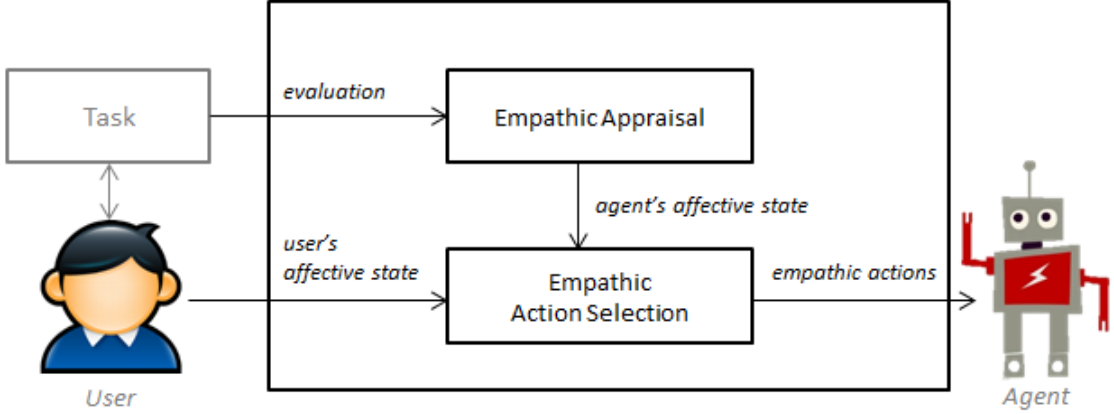 evaluation
Task
Empathic Appraisal
agent's affective state
user's
affective state
Empathic
Action Selection
empathic actions
User
Agent